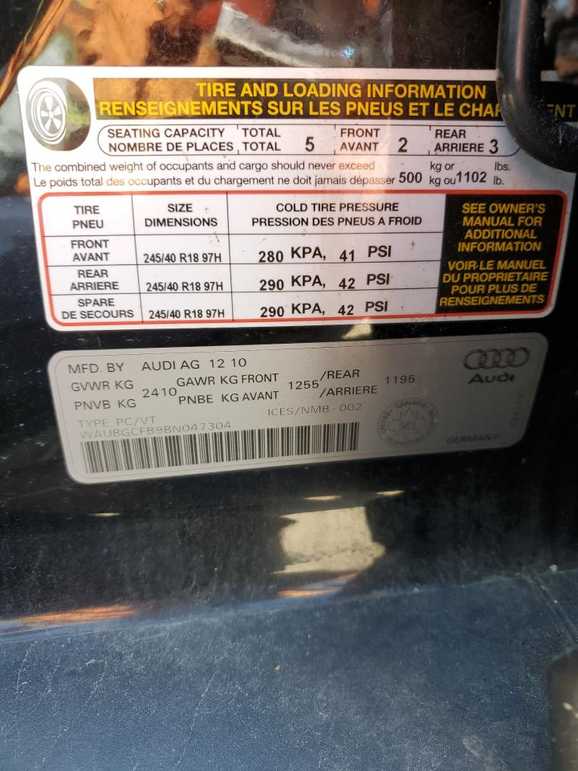 TIRE AND LOADING INFORMATION
RENSEIGNEMENTS SUR LES PNEUS ET LE
SEATING CAPACITY TOTAL 5 FRONT 2 REAR 3
NOMBRE DE PLACES TOTAL AVANT ARRIERE
The combined weight of occupants and cargo should never exceed 500 kg or 1102 lbs.
Le poids total des occupants et du chargement ne doit jamais dépasser kg ou lb.
TIRE SIZE COLD TIRE PRESSURE
PNEU DIMENSIONS PRESSION DES PNEUS A FROID
FRONT
AVANT 245/40 R18 97H 280 KPA, 41 PSI
REAR
ARRIERE 245/40 R18 97H 290 KPA, 42 PSI
SPARE
DE SECOURS 245/40 R18 97H 290 KPA, 42 PSI
SEE OWNER'S
MANUAL FOR
ADDITIONAL
INFORMATION
VOIR LE MANUEL
DU PROPRIETAIRE
POUR PLUS DE
RENSEIGNEMENTS
MFD. BY AUDI AG 12 10
GVWR KG 2410 GAWR KG FRONT 1255 /REAR 1195
PNVB KG PNBE KG AVANT /ARRIERE
TYPE: PC/VT ICES/NMB-002
WAUBGCFB9BN047304
Audi
GERMANY